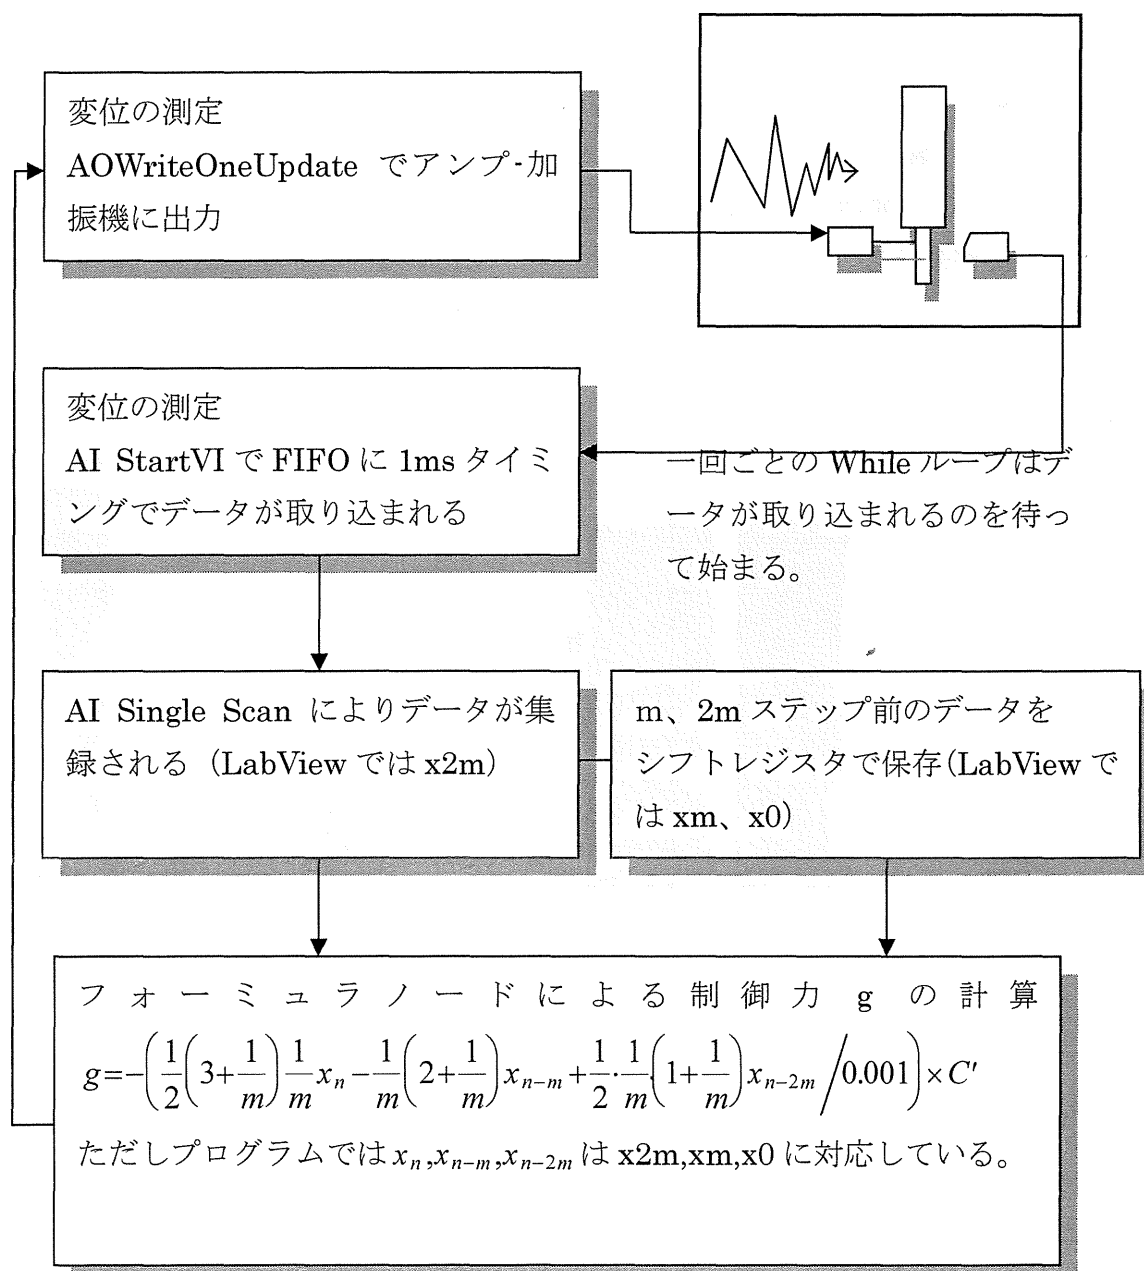 変位の測定
AOWriteOneUpdate でアンプ-加
振機に出力
変位の測定
AI StartVI で FIFO に 1ms タイミ
ングでデータが取り込まれる
一回ごとの While ループはデ
ータが取り込まれるのを待っ
て始まる。
AI Single Scan によりデータが集
録される (LabView では x2m)
m、2m ステップ前のデータを
シフトレジスタで保存(LabView で
は xm、x0)
フォーミュラノードによる制御力 g の計算
g=-(1/2(3+1/m)1/m x_n-1/m(2+1/m)x_{n-m}+1/2·1/m(1+1/m)x_{n-2m}/0.001)×C'
ただしプログラムでは x_n,x_{n-m},x_{n-2m} は x2m,xm,x0 に対応している。